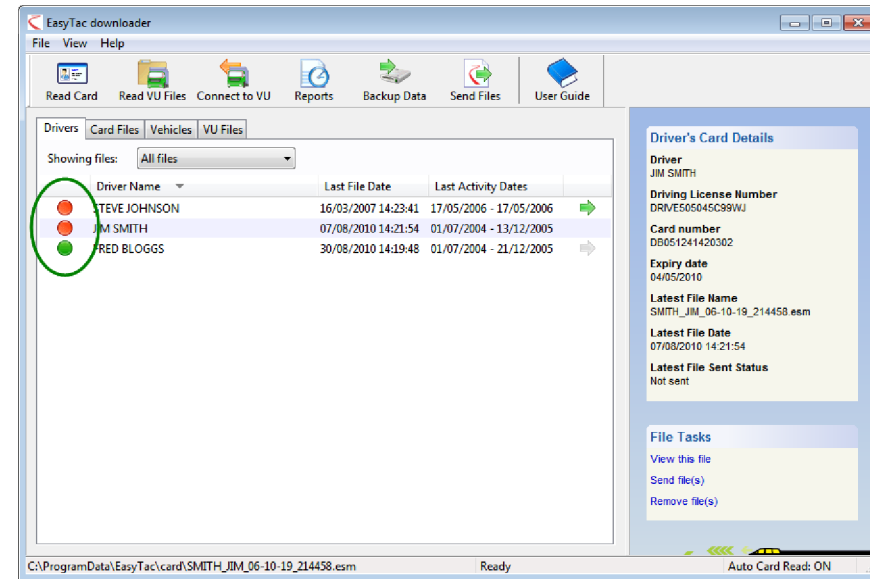 EasyTac downloader
File View Help
Read Card Read VU Files Connect to VU Reports Backup Data Send Files User Guide
Drivers Card Files Vehicles VU Files
Showing files: All files
Driver Name Last File Date Last Activity Dates
STEVE JOHNSON 16/03/2007 14:23:41 17/05/2006 - 17/05/2006
JIM SMITH 07/08/2010 14:21:54 01/07/2004 - 13/12/2005
FRED BLOGGS 30/08/2010 14:19:48 01/07/2004 - 21/12/2005
Driver's Card Details
Driver
JIM SMITH
Driving License Number
DRIVES05045C99WJ
Card number
DB051241420302
Expiry date
04/05/2010
Latest File Name
SMITH_JIM_06-10-19_214458.esm
Latest File Date
07/08/2010 14:21:54
Latest File Sent Status
Not sent
File Tasks
View this file
Send file(s)
Remove file(s)
C:\ProgramData\EasyTac\card\SMITH_JIM_06-10-19_214458.esm Ready Auto Card Read: ON